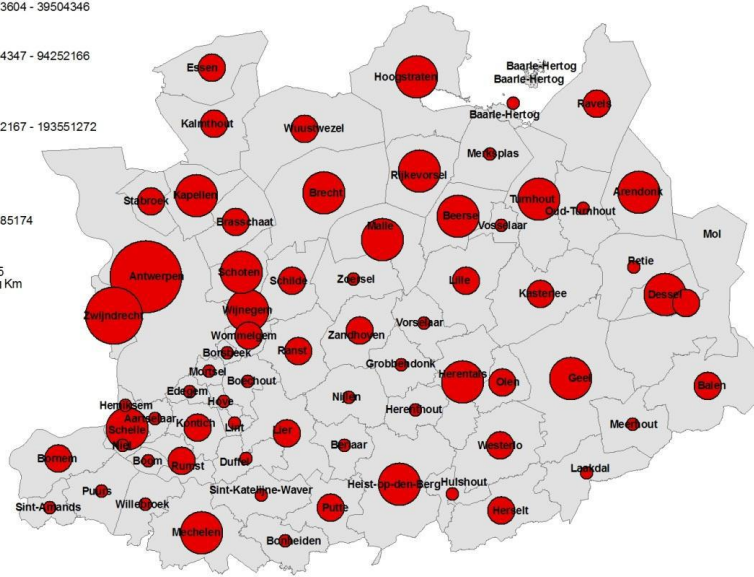 3604 - 39504346
4347 - 94252166
2167 - 193551272
85174
5
Km
Essen
Hoogstraten
Baarle-Hertog
Baarle-Hertog
Baarle-Hertog
Ravels
Kalmthout
Wuustwezel
Merksplas
Rijkevorsel
Stabroek
Kapellen
Brecht
Turnhout
Arendonk
Oud-Turnhout
Beerse
Vosselaar
Brasschaat
Malle
Mol
Antwerpen
Schoten
Schilde
Zoersel
Lille
Kasterlee
Retie
Dessel
Zwijndrecht
Wijnegem
Wommelgem
Zandhoven
Vorselaar
Borsbeek
Ranst
Grobbendonk
Mortsel
Boechout
Herentals
Olen
Geel
Balen
Edegem
Hove
Nijlen
Herenthout
Hemiksem
Aartselaar
Schelle
Kontich
Lint
Lier
Meerhout
Niel
Berlaar
Westerlo
Bornem
Boom
Rumst
Duffel
Laakdal
Puurs
Sint-Katelijne-Waver
Heist-op-den-Berg
Hulshout
Sint-Amands
Willebroek
Putte
Herselt
Mechelen
Bonheiden